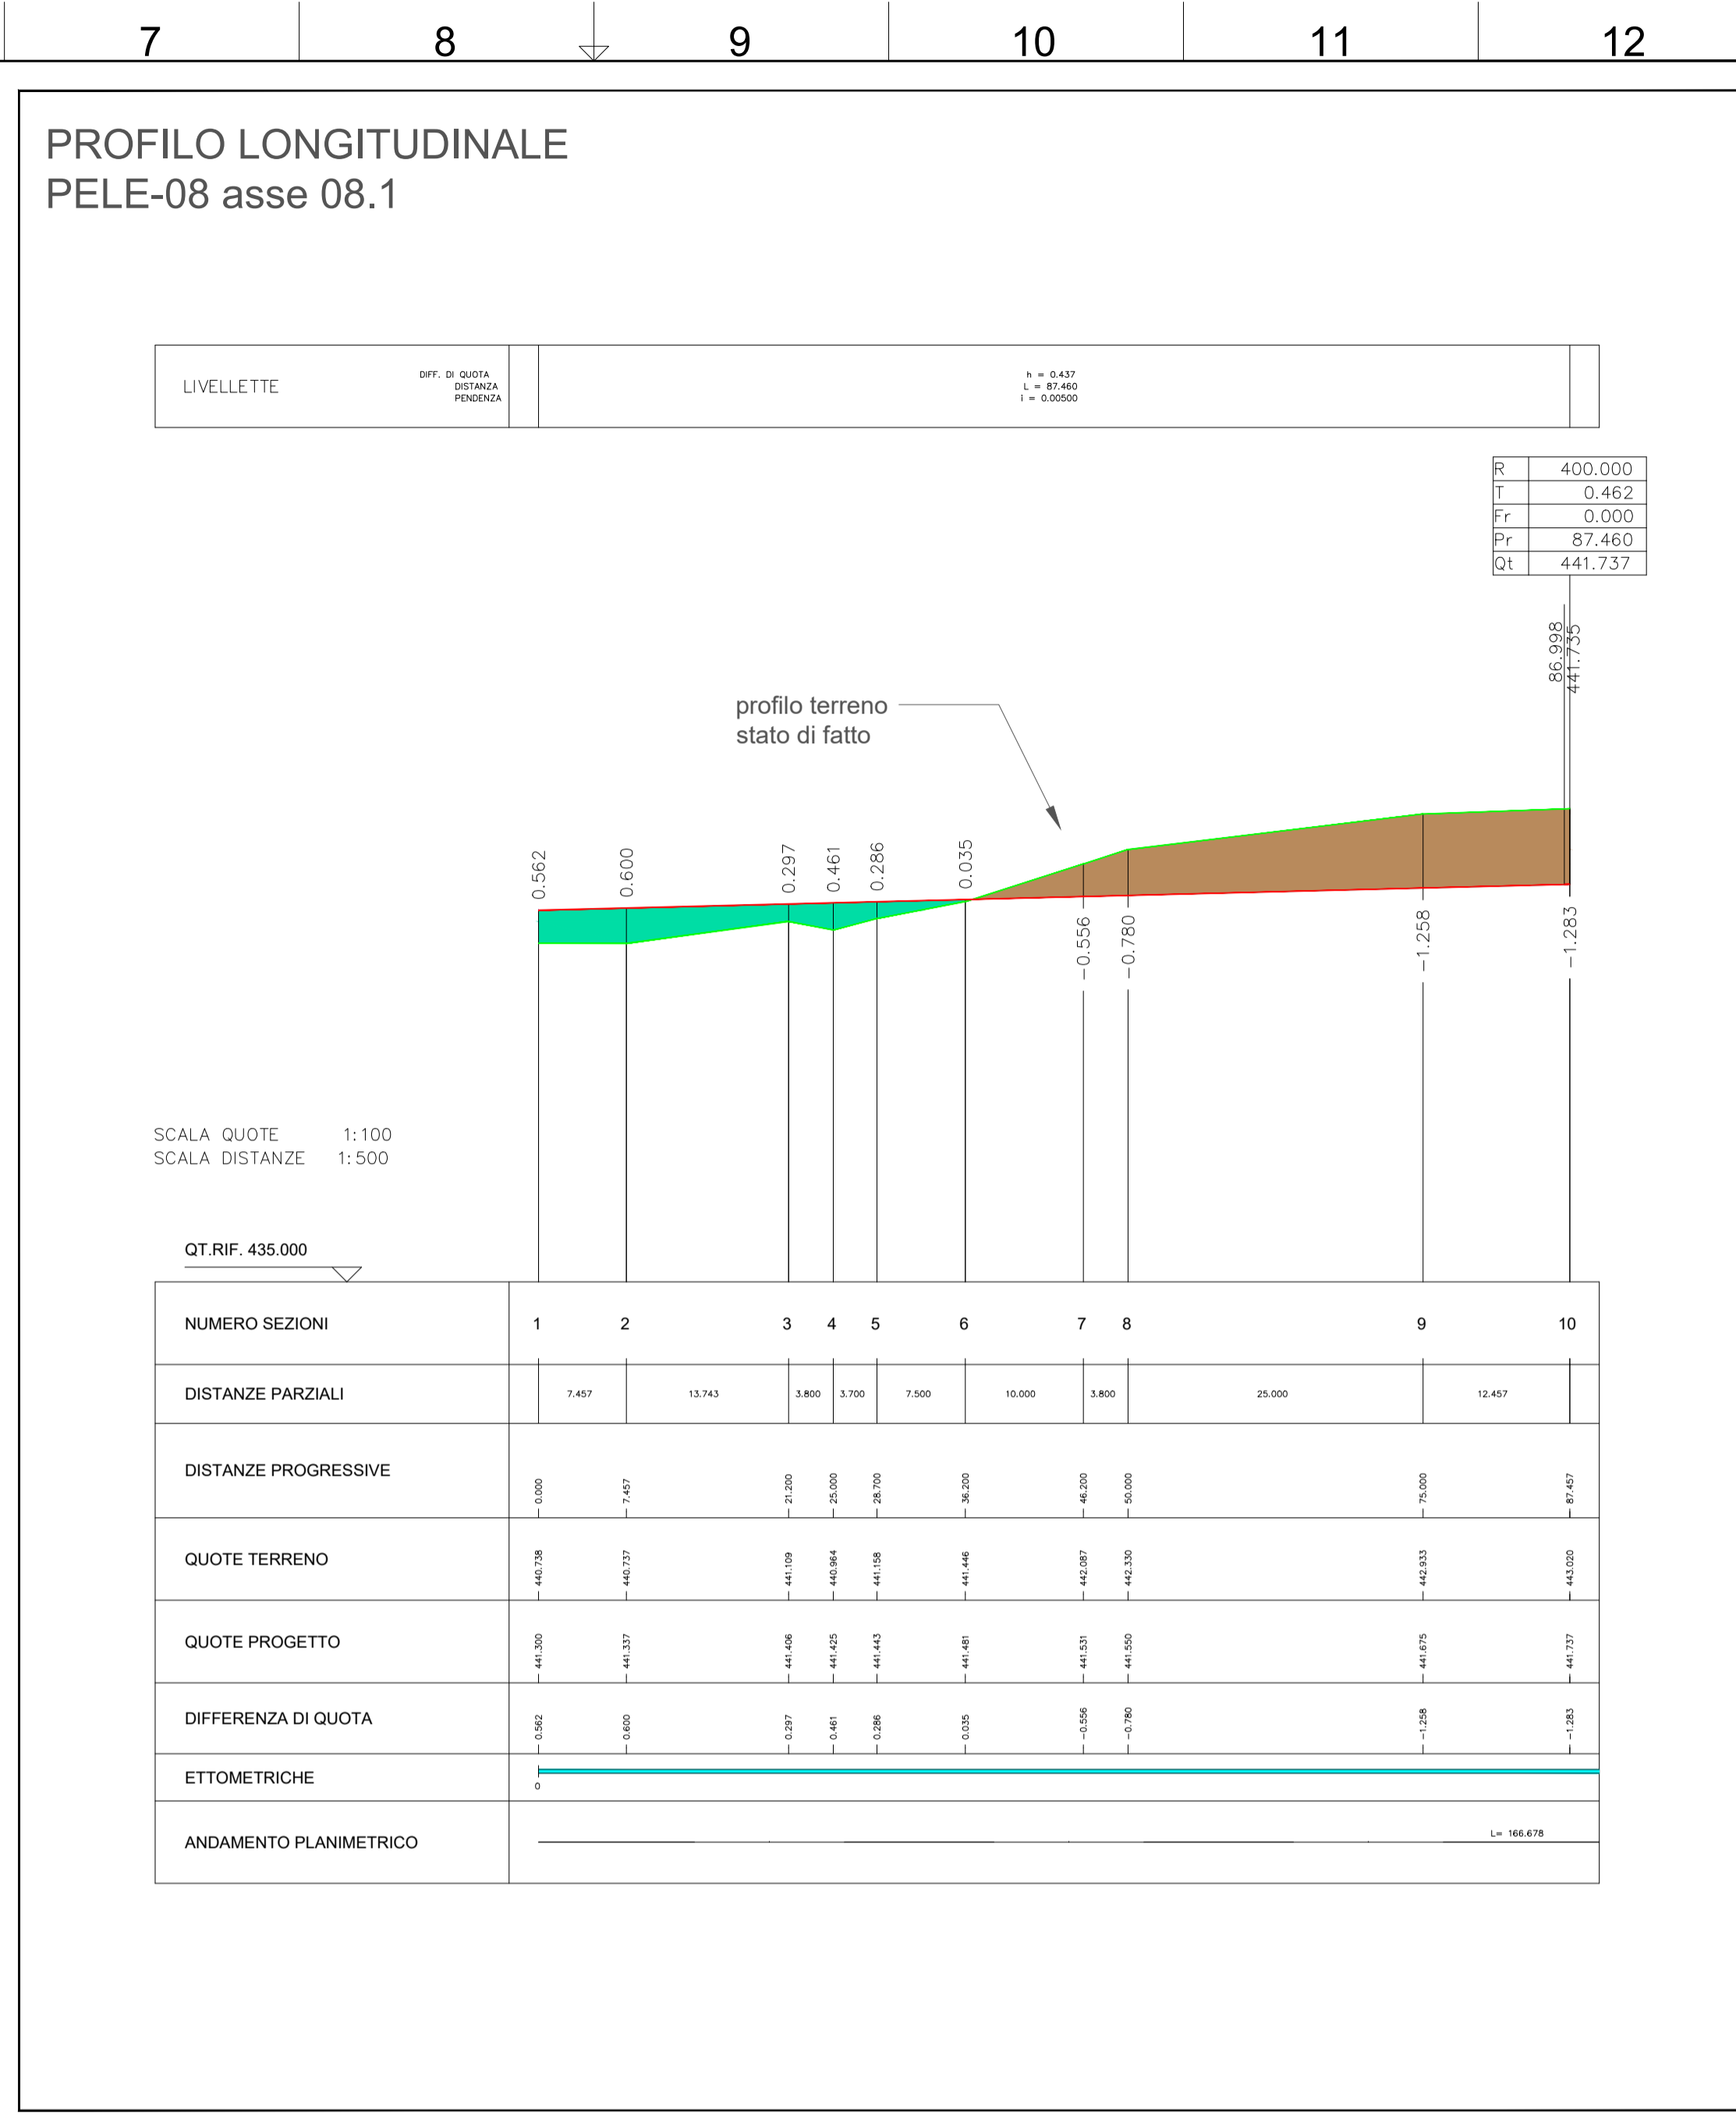 7 8 9 10 11 12
PROFILO LONGITUDINALE
PELE-08 asse 08.1
LIVELLETTE
DIFF. DI QUOTA
DISTANZA
PENDENZA
h = 0.437
L = 87.460
i = 0.00500
R 400.000
T 0.462
Fr 0.000
Pr 87.460
Qt 441.737
86.998
441.735
profilo terreno
stato di fatto
0.562 0.600 0.297 0.461 0.286 0.035 -0.556 -0.780 -1.258 -1.283
SCALA QUOTE 1:100
SCALA DISTANZE 1:500
QT.RIF. 435.000
NUMERO SEZIONI 1 2 3 4 5 6 7 8 9 10
DISTANZE PARZIALI 7.457 13.743 3.800 3.700 7.500 10.000 3.800 25.000 12.457
DISTANZE PROGRESSIVE 0.000 7.457 21.200 25.000 28.700 36.200 46.200 50.000 75.000 87.457
QUOTE TERRENO 440.738 440.737 441.109 440.964 441.158 441.446 442.087 442.330 442.933 443.020
QUOTE PROGETTO 441.300 441.337 441.406 441.425 441.443 441.481 441.531 441.550 441.675 441.737
DIFFERENZA DI QUOTA 0.562 0.600 0.297 0.461 0.286 0.035 -0.556 -0.780 -1.258 -1.283
ETTOMETRICHE 0
ANDAMENTO PLANIMETRICO L= 166.678